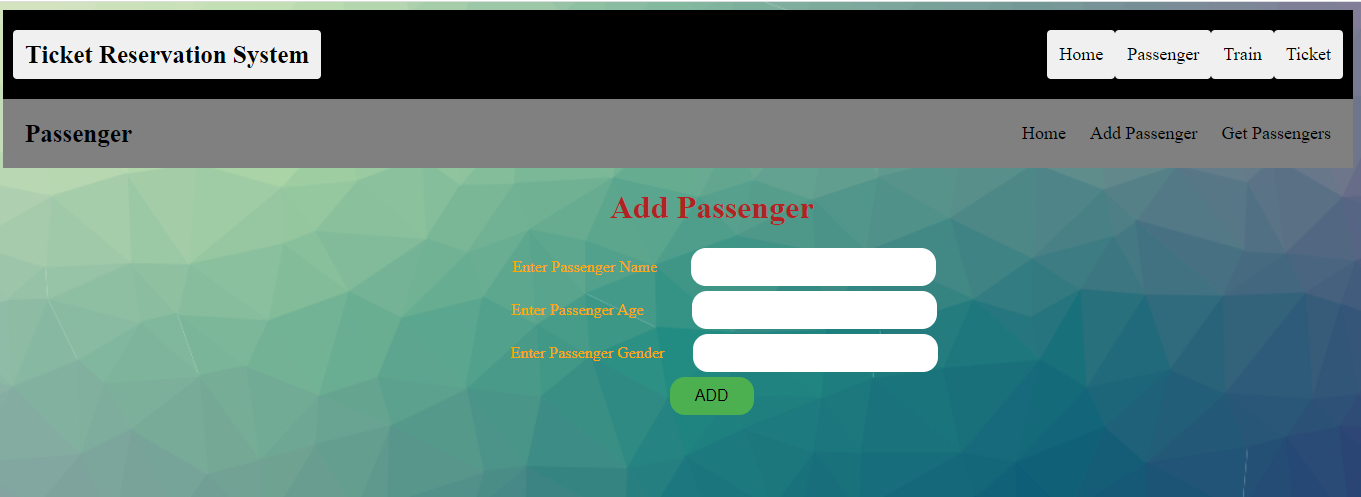 Ticket Reservation System Home Passenger Train Ticket
Passenger Home Add Passenger Get Passengers
Add Passenger
Enter Passenger Name
Enter Passenger Age
Enter Passenger Gender
ADD